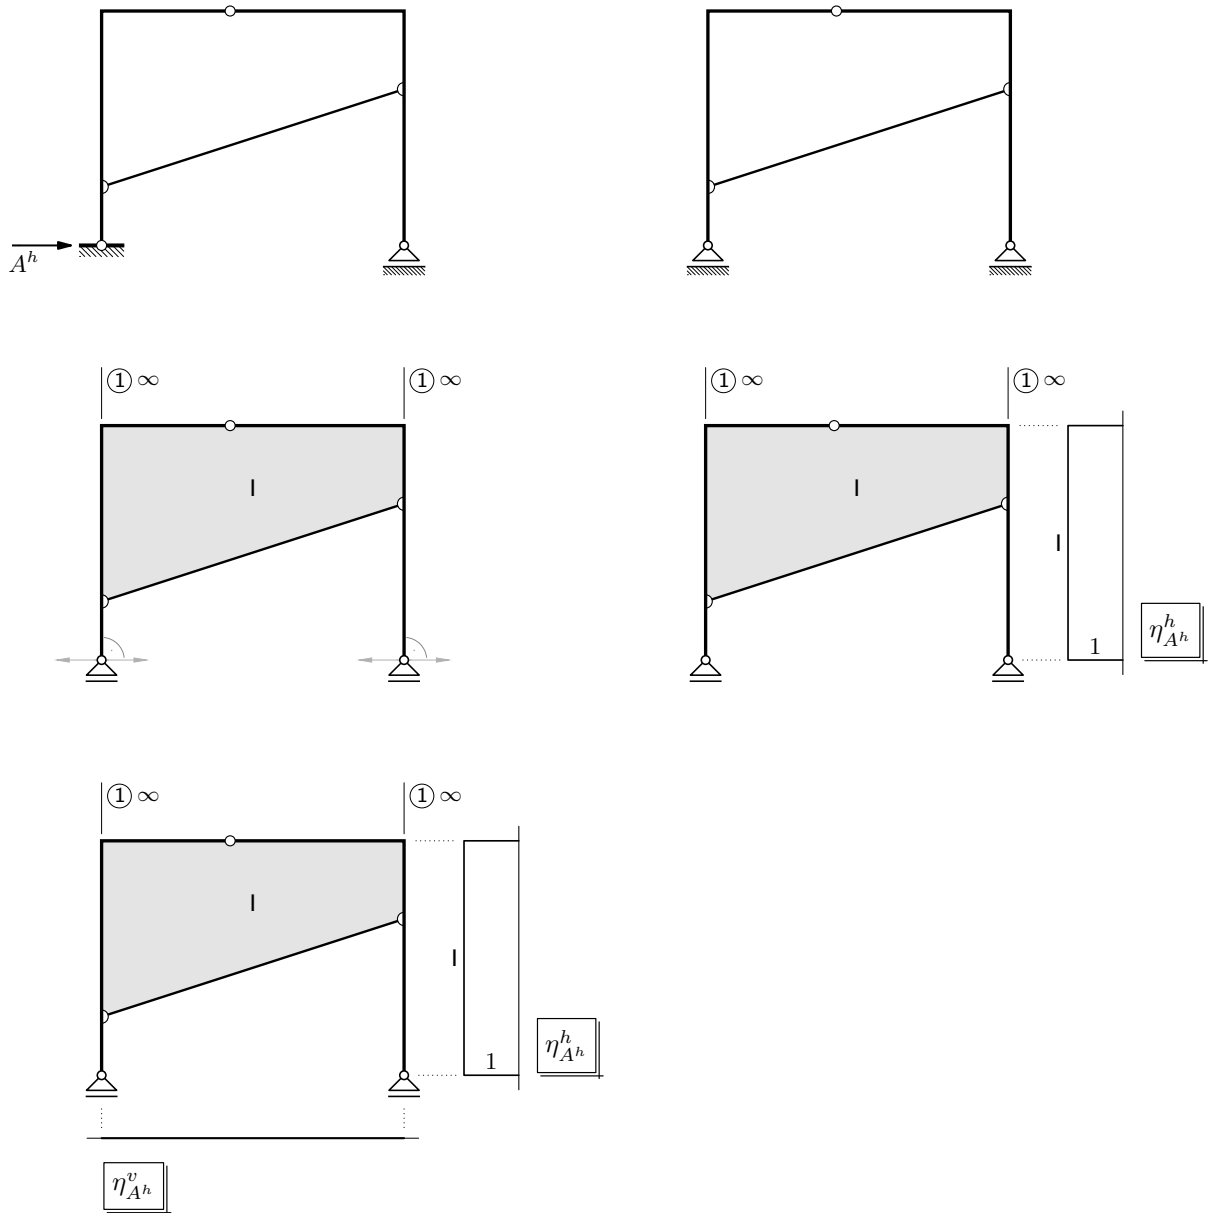 A^h
① ∞ ① ∞ ① ∞ ① ∞
I I
I
1
η^h_{A^h}
① ∞ ① ∞
I
I
1
η^h_{A^h}
η^v_{A^h}